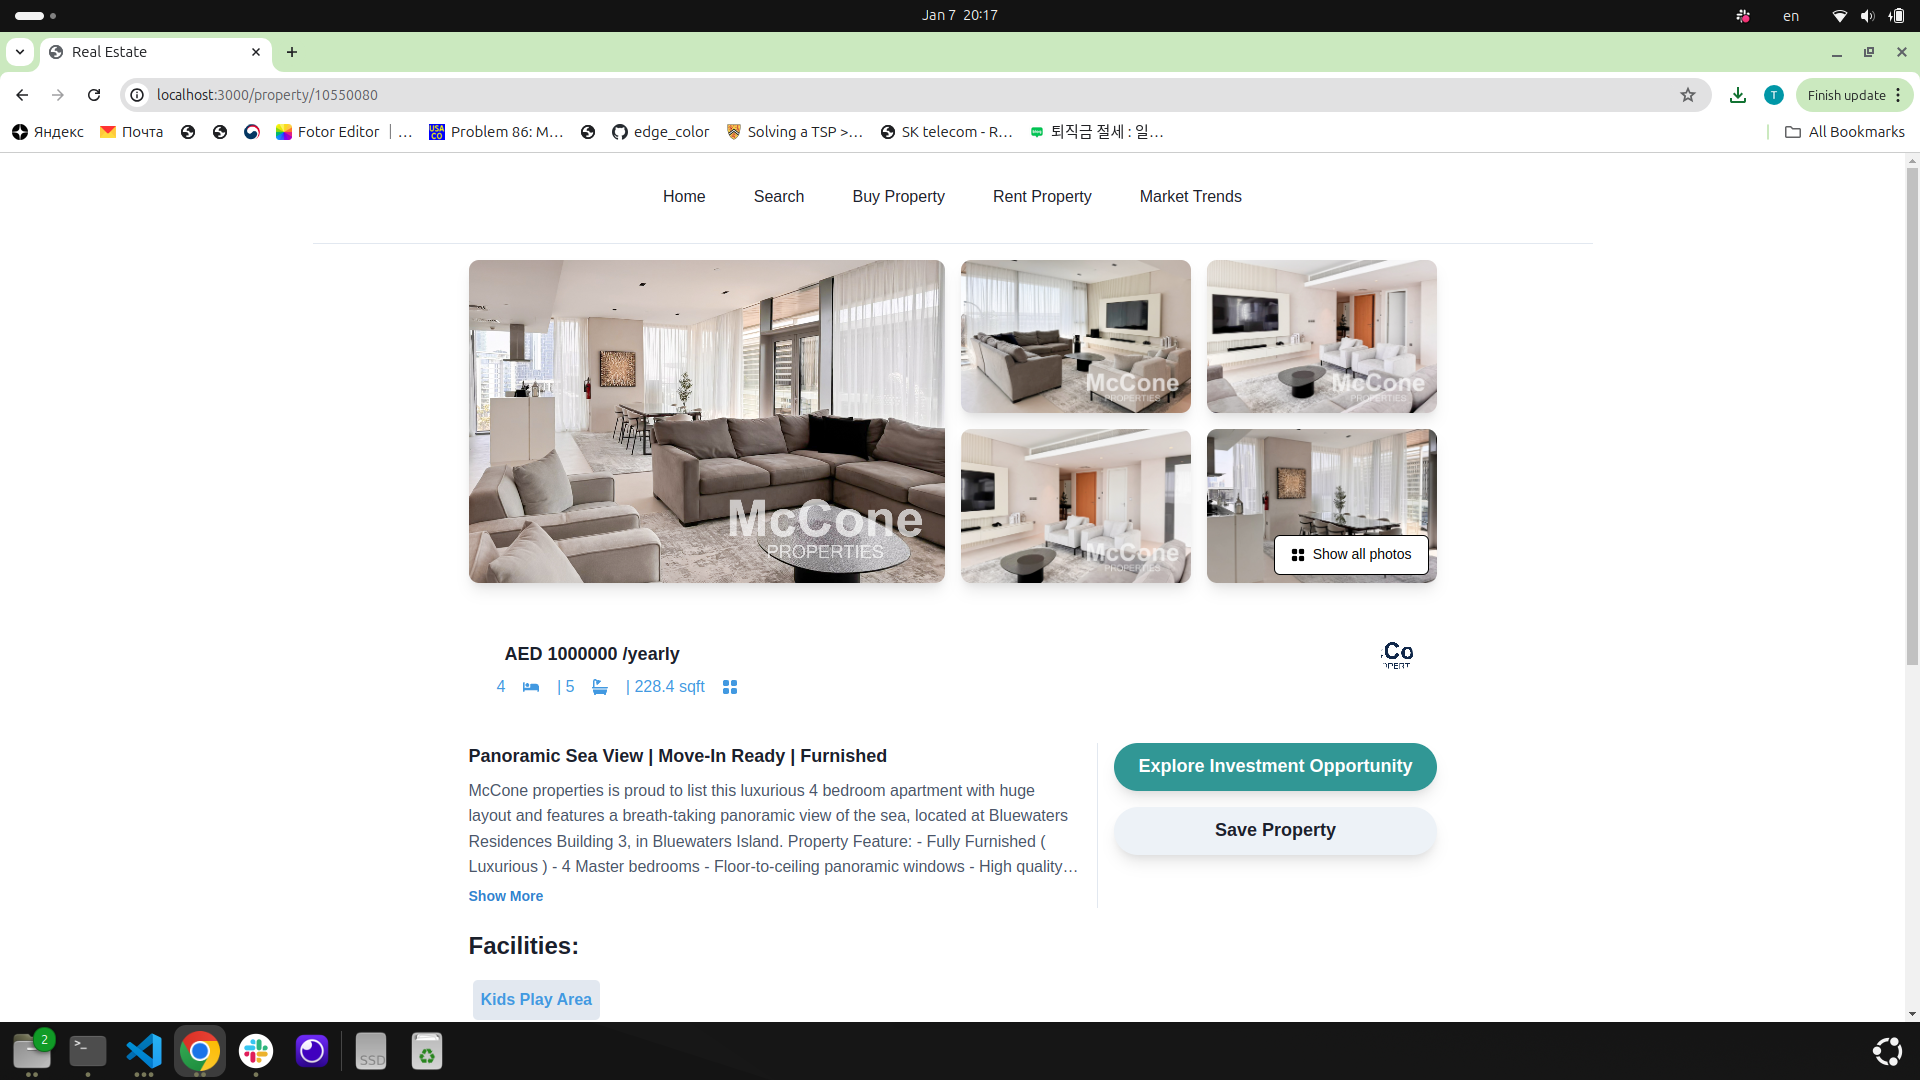 Jan 7 20:17
en
Real Estate
localhost:3000/property/10550080
Finish update
Яндекс
Почта
Fotor Editor | …
Problem 86: M…
edge_color
Solving a TSP >…
SK telecom - R…
퇴직금 절세 : 일…
All Bookmarks
Home
Search
Buy Property
Rent Property
Market Trends
McCone
PROPERTIES
McCone
PROPERTIES
McCone
PROPERTIES
McCone
PROPERTIES
Show all photos
AED 1000000 /yearly
Co
4 | 5 | 228.4 sqft
Panoramic Sea View | Move-In Ready | Furnished
McCone properties is proud to list this luxurious 4 bedroom apartment with huge
layout and features a breath-taking panoramic view of the sea, located at Bluewaters
Residences Building 3, in Bluewaters Island. Property Feature: - Fully Furnished (
Luxurious ) - 4 Master bedrooms - Floor-to-ceiling panoramic windows - High quality…
Show More
Explore Investment Opportunity
Save Property
Facilities:
Kids Play Area
2
SSD